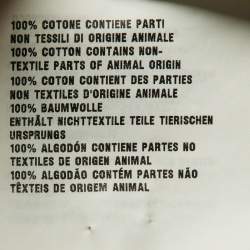 100% COTONE CONTIENE PARTI
NON TESSILI DI ORIGINE ANIMALE
100% COTTON CONTAINS NON-
TEXTILE PARTS OF ANIMAL ORIGIN
100% COTON CONTIENT DES PARTIES
NON TEXTILES D'ORIGINE ANIMALE
100% BAUMWOLLE
ENTHÄLT NICHTTEXTILE TEILE TIERISCHEN
URSPRUNGS
100% ALGODÓN CONTIENE PARTES NO
TEXTILES DE ORIGEN ANIMAL
100% ALGODÃO CONTÉM PARTES NÃO
TÊXTEIS DE ORIGEM ANIMAL